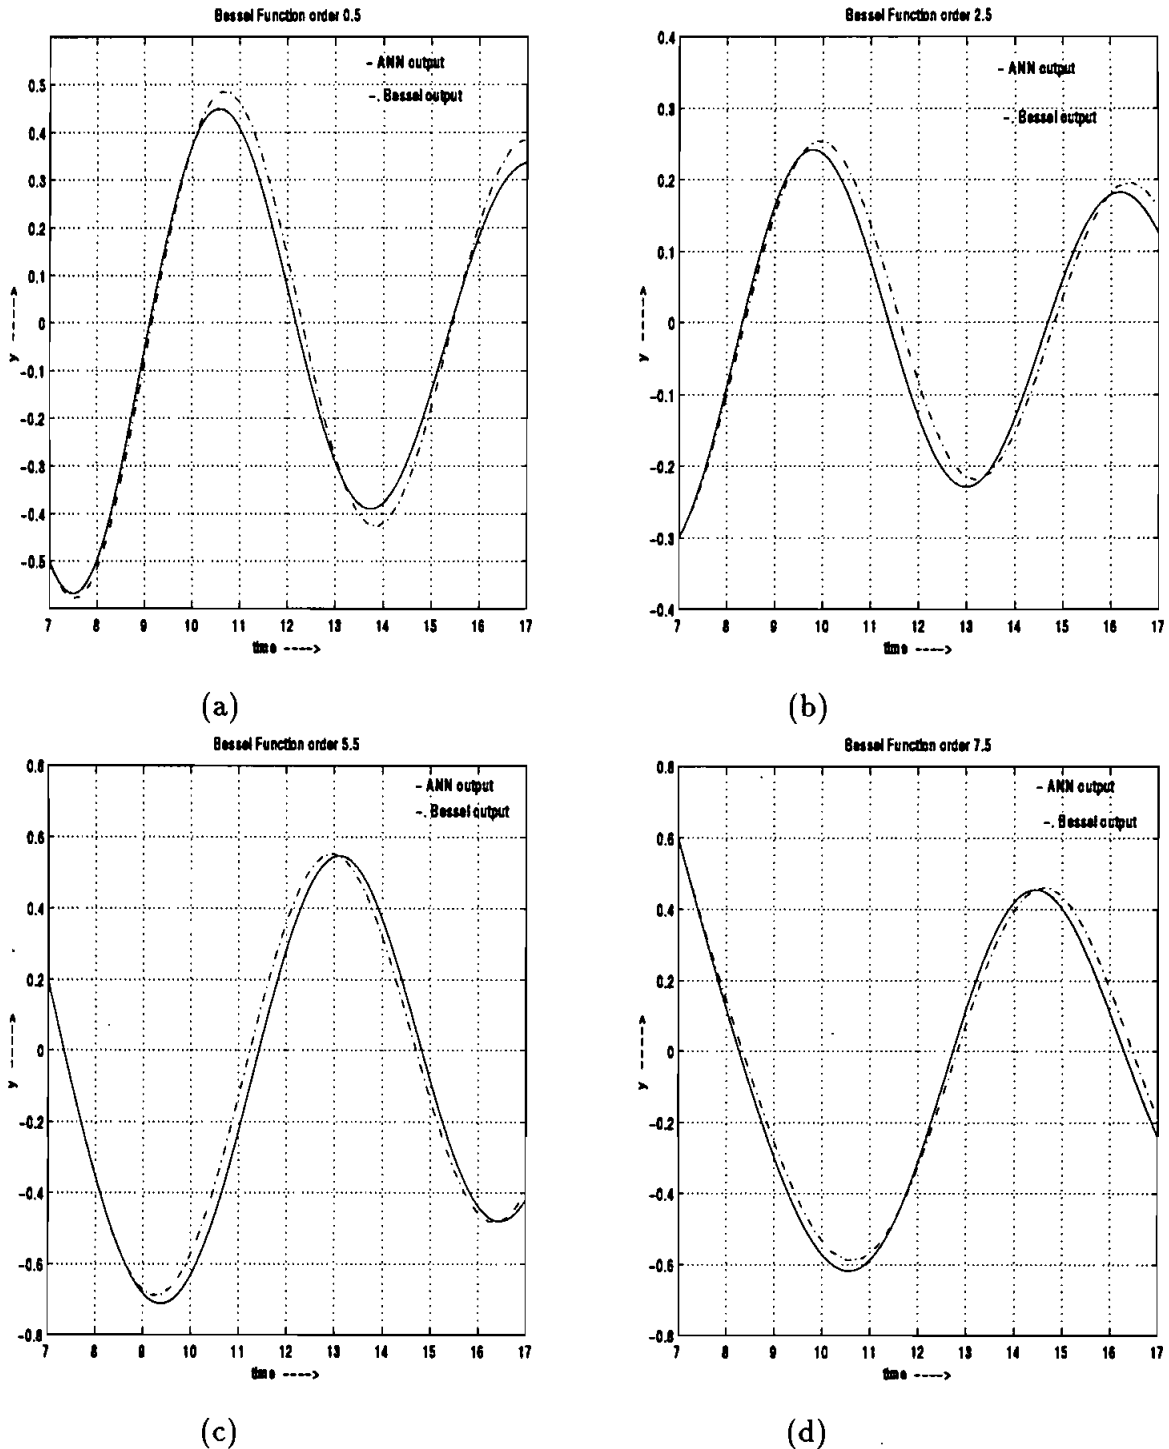 Bessel Function order 0.5
- ANN output
-. Bessel output
0.5
0.4
0.3
0.2
0.1
0
-0.1
-0.2
-0.3
-0.4
-0.5
y ---->
7 8 9 10 11 12 13 14 15 16 17
time ---->
(a)
Bessel Function order 2.5
- ANN output
-. Bessel output
0.4
0.3
0.2
0.1
0
-0.1
-0.2
-0.3
-0.4
y ---->
7 8 9 10 11 12 13 14 15 16 17
time ---->
(b)
Bessel Function order 5.5
- ANN output
-. Bessel output
0.8
0.6
0.4
0.2
0
-0.2
-0.4
-0.6
-0.8
y ---->
7 8 9 10 11 12 13 14 15 16 17
time ---->
(c)
Bessel Function order 7.5
- ANN output
-. Bessel output
0.8
0.6
0.4
0.2
0
-0.2
-0.4
-0.6
-0.8
y ---->
7 8 9 10 11 12 13 14 15 16 17
time ---->
(d)